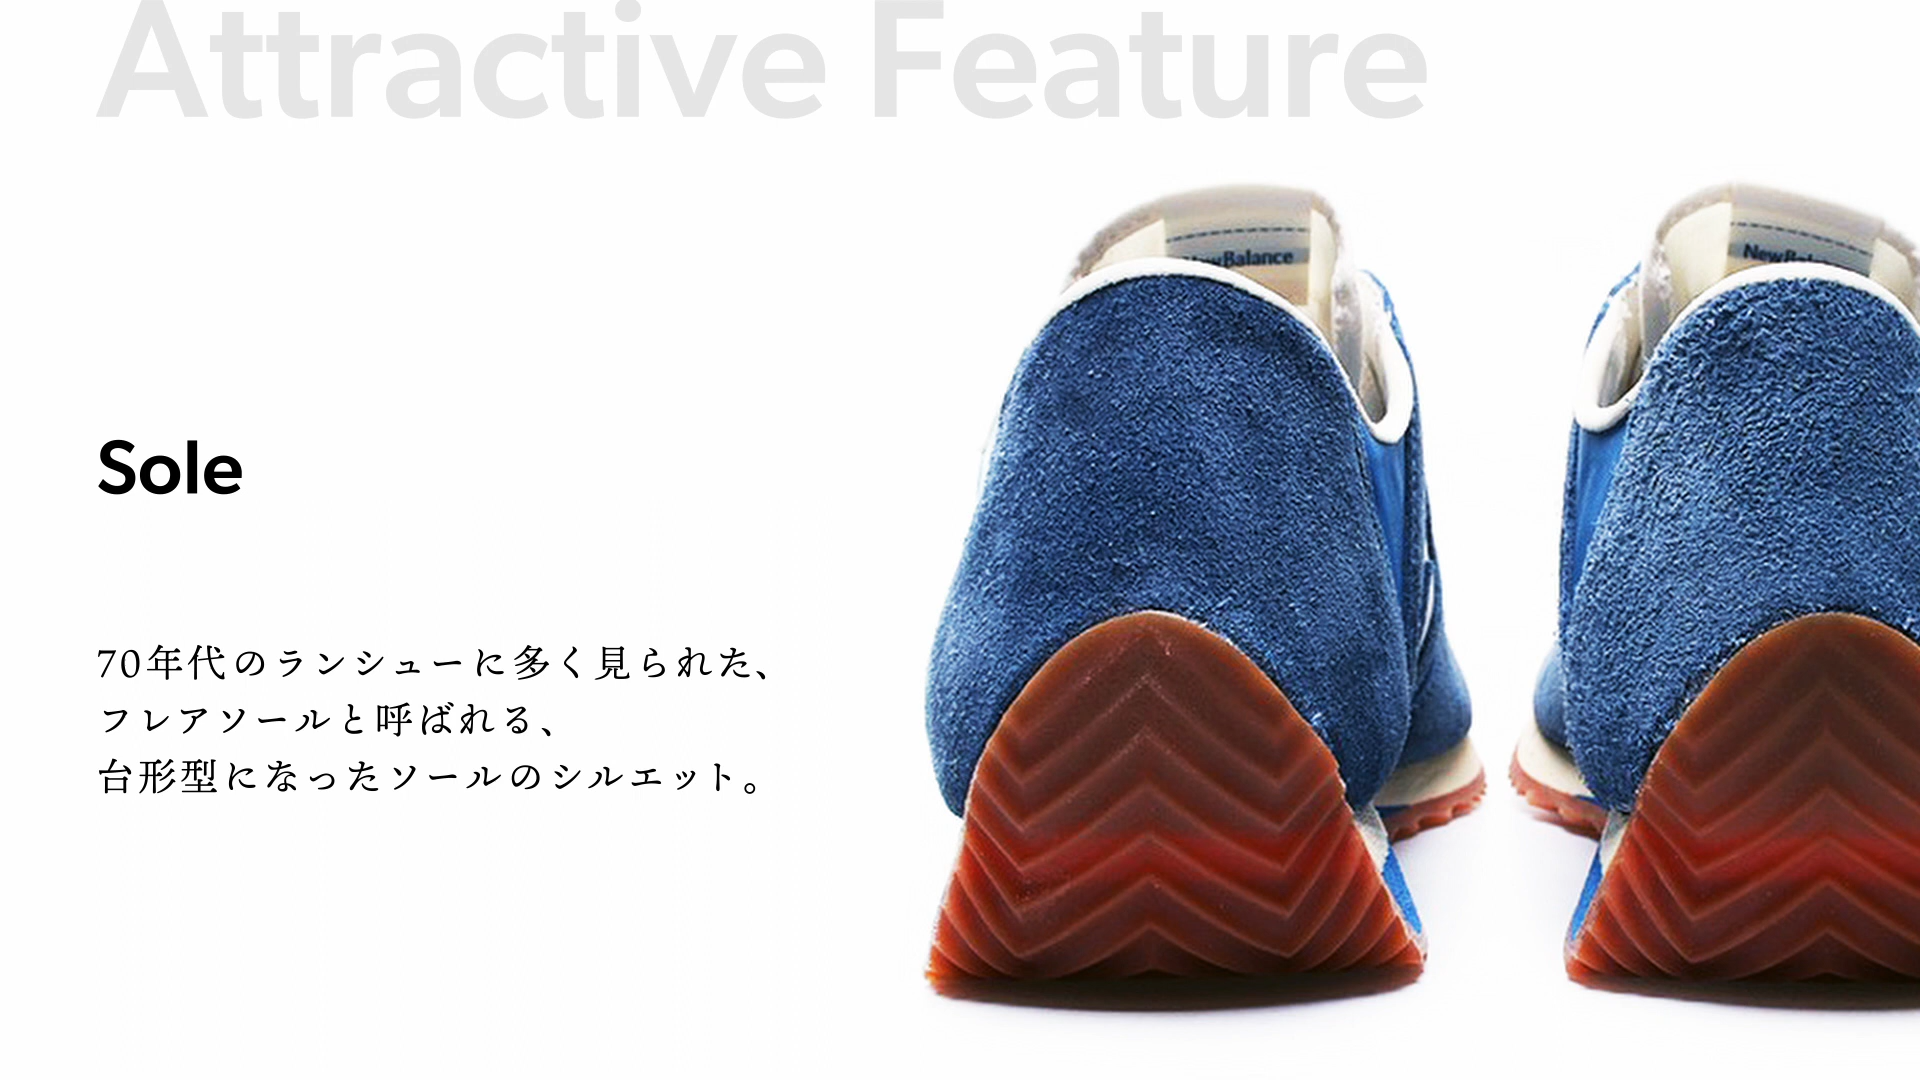 Attractive Feature
NewBalance
Sole
70年代のランシューに多く見られた、
フレアソールと呼ばれる、
台形型になったソールのシルエット。